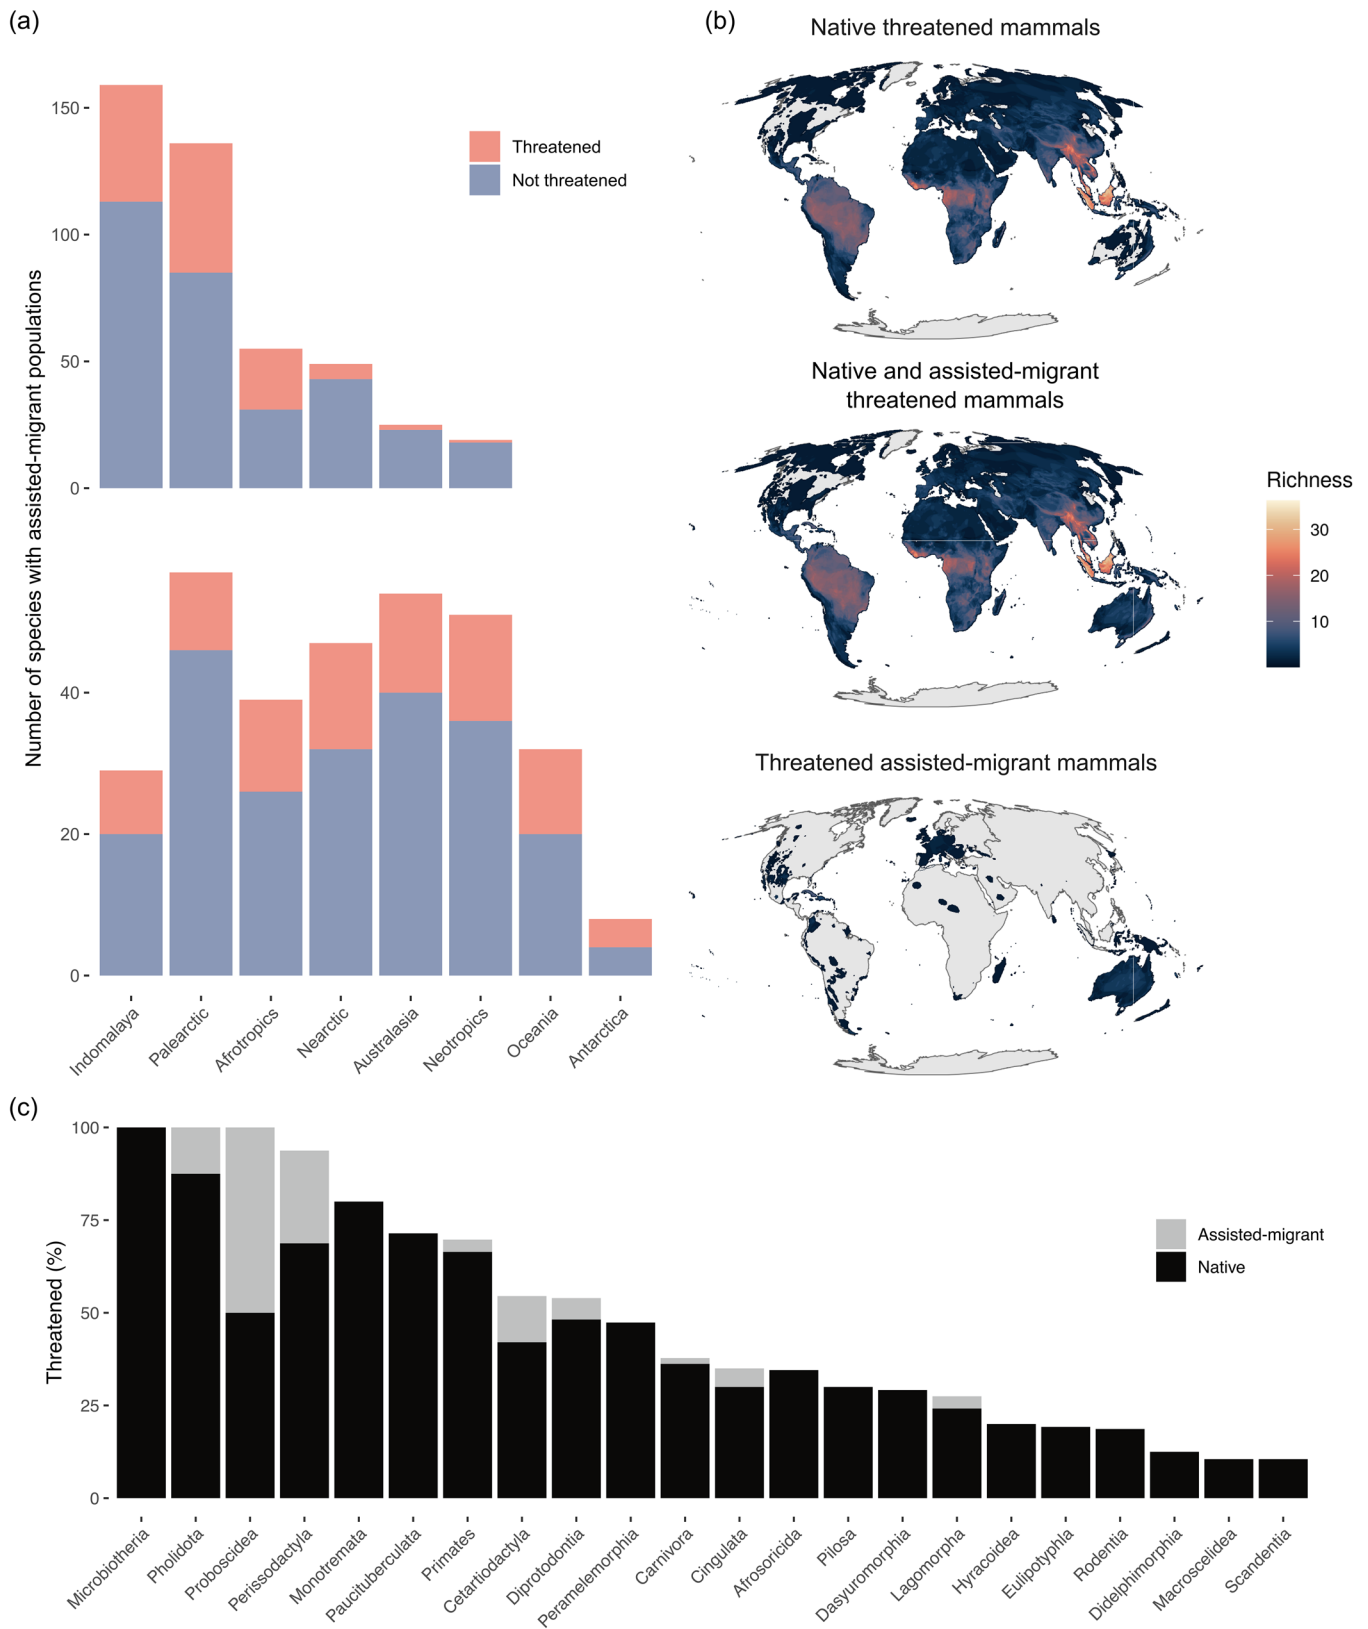 (a)
Number of species with assisted-migrant populations
150
100
50
0
Threatened
Not threatened
40
20
0
Indomalaya
Palearctic
Afrotropics
Nearctic
Australasia
Neotropics
Oceania
Antarctica
(b)
Native threatened mammals
Native and assisted-migrant
threatened mammals
Richness
30
20
10
Threatened assisted-migrant mammals
(c)
Threatened (%)
100
75
50
25
0
Assisted-migrant
Native
Microbiotheria
Pholidota
Proboscidea
Perissodactyla
Monotremata
Paucituberculata
Primates
Cetartiodactyla
Diprotodontia
Peramelemorphia
Carnivora
Cingulata
Afrosoricida
Pilosa
Dasyuromorphia
Lagomorpha
Hyracoidea
Eulipotyphla
Rodentia
Didelphimorphia
Macroscelidea
Scandentia